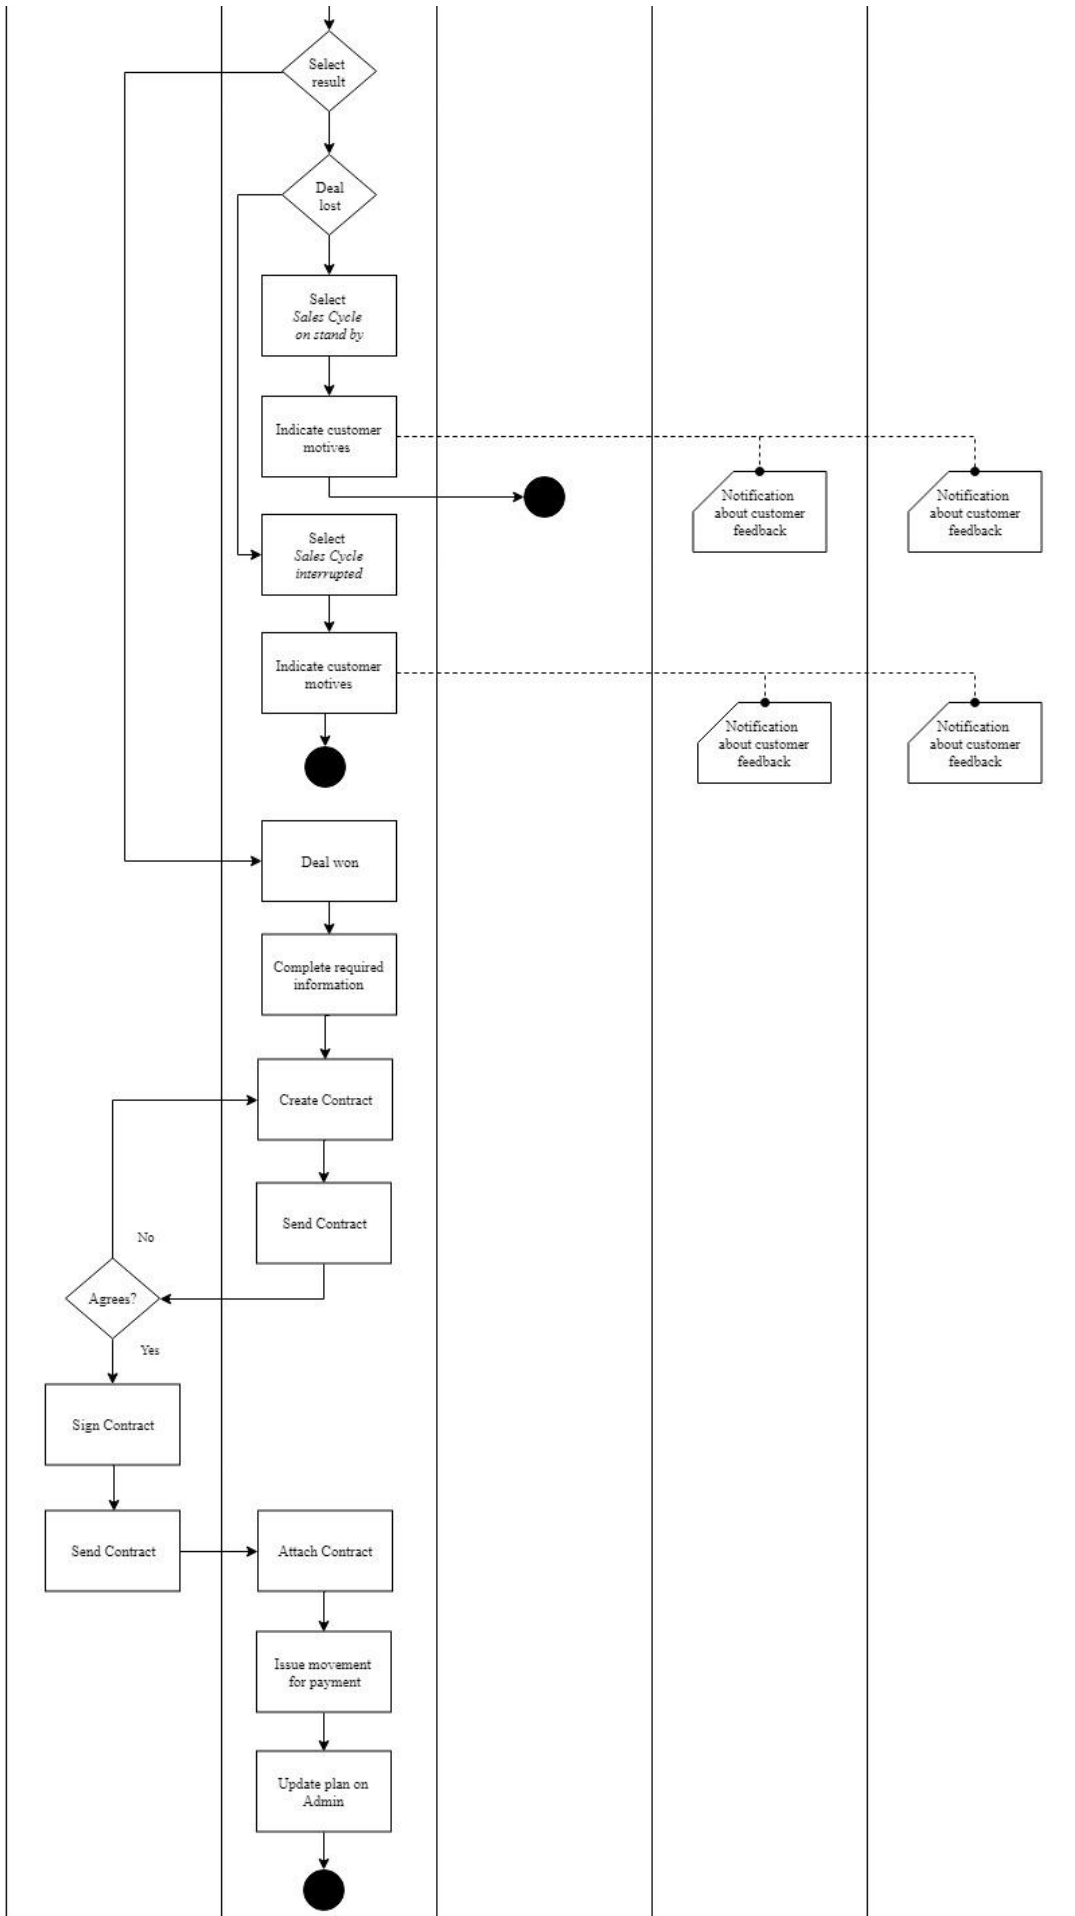 Select
result
Deal
lost
Select
Sales Cycle
on stand by
Indicate customer
motives
Notification
about customer
feedback
Notification
about customer
feedback
Select
Sales Cycle
interrupted
Indicate customer
motives
Notification
about customer
feedback
Notification
about customer
feedback
Deal won
Complete required
information
Create Contract
Send Contract
No
Agrees?
Yes
Sign Contract
Send Contract
Attach Contract
Issue movement
for payment
Update plan on
Admin